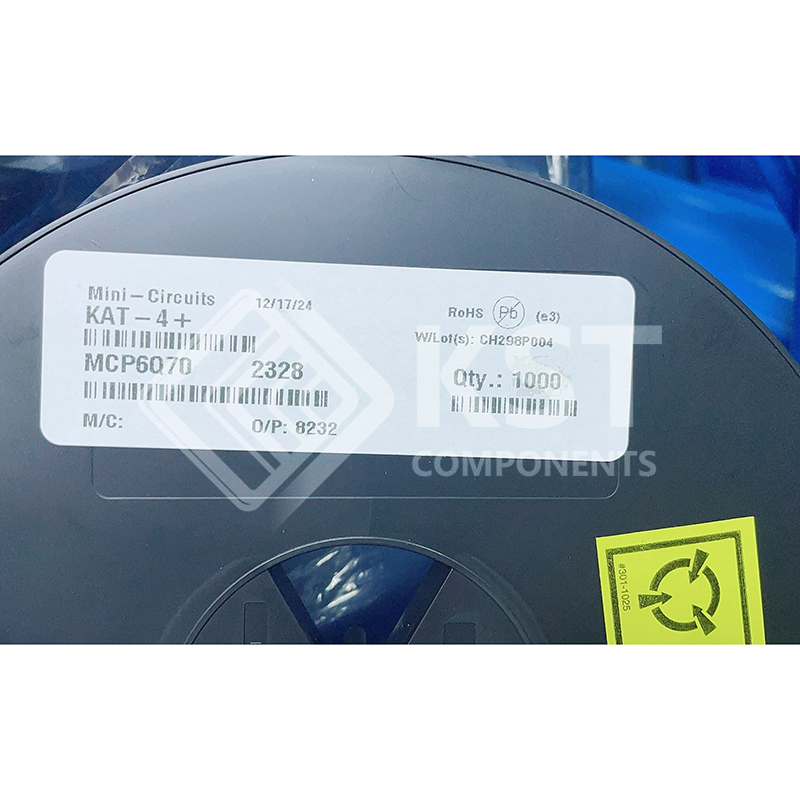 Mini-Circuits 12/17/24
KAT-4+
MCP6Q70 2328
M/C: O/P: 8232
RoHS Pb (e3)
W/Lot(s): CH298P004
Qty.: 1000
KST
COMPONENTS
#301-1025